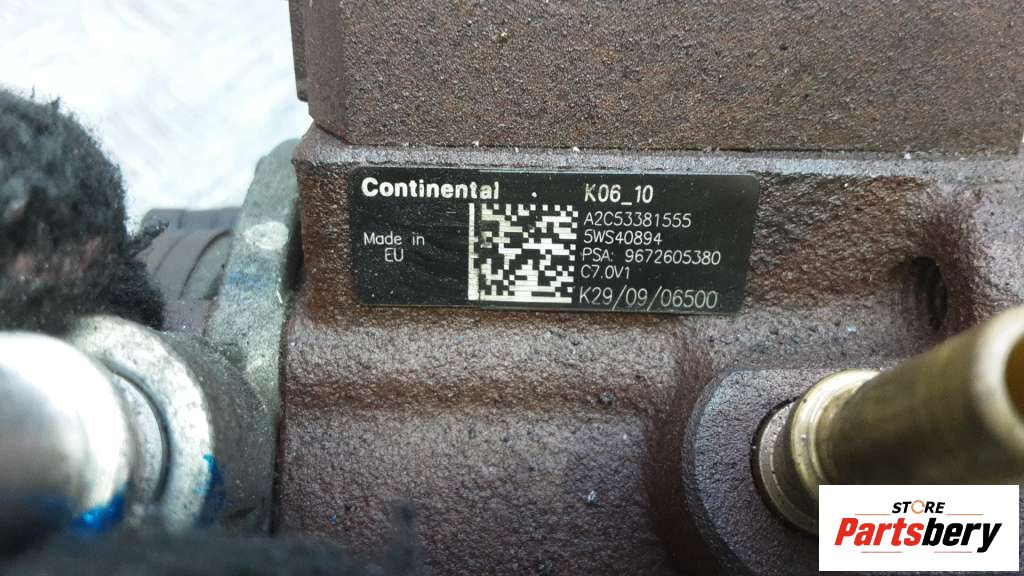 Continental
K06_10
A2C53381555
5WS40894
PSA: 9672605380
C7.0V1
K29/09/06500
Made in
EU
STORE
Partsbery